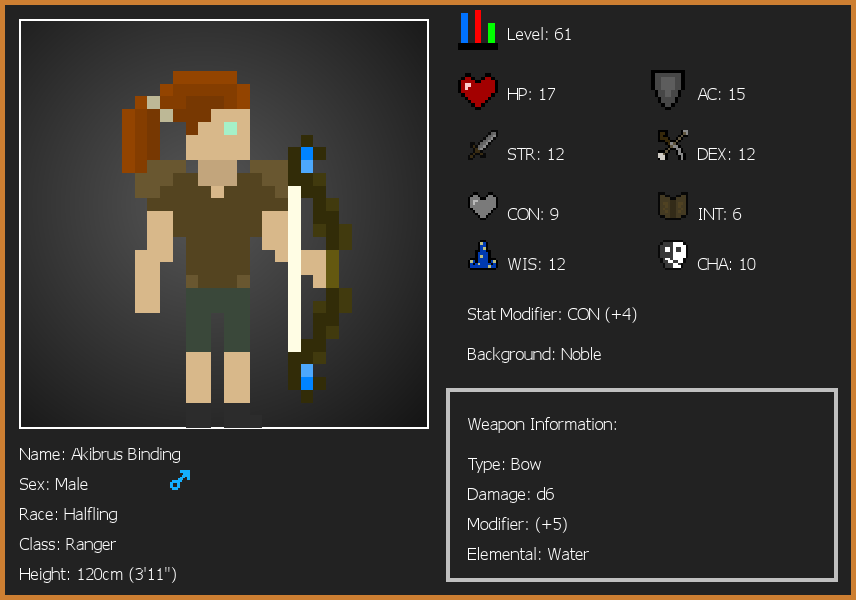 Level: 61
HP: 17
AC: 15
STR: 12
DEX: 12
CON: 9
INT: 6
WIS: 12
CHA: 10
Stat Modifier: CON (+4)
Background: Noble
Weapon Information:
Type: Bow
Damage: d6
Modifier: (+5)
Elemental: Water
Name: Akibrus Binding
Sex: Male
Race: Halfling
Class: Ranger
Height: 120cm (3'11")